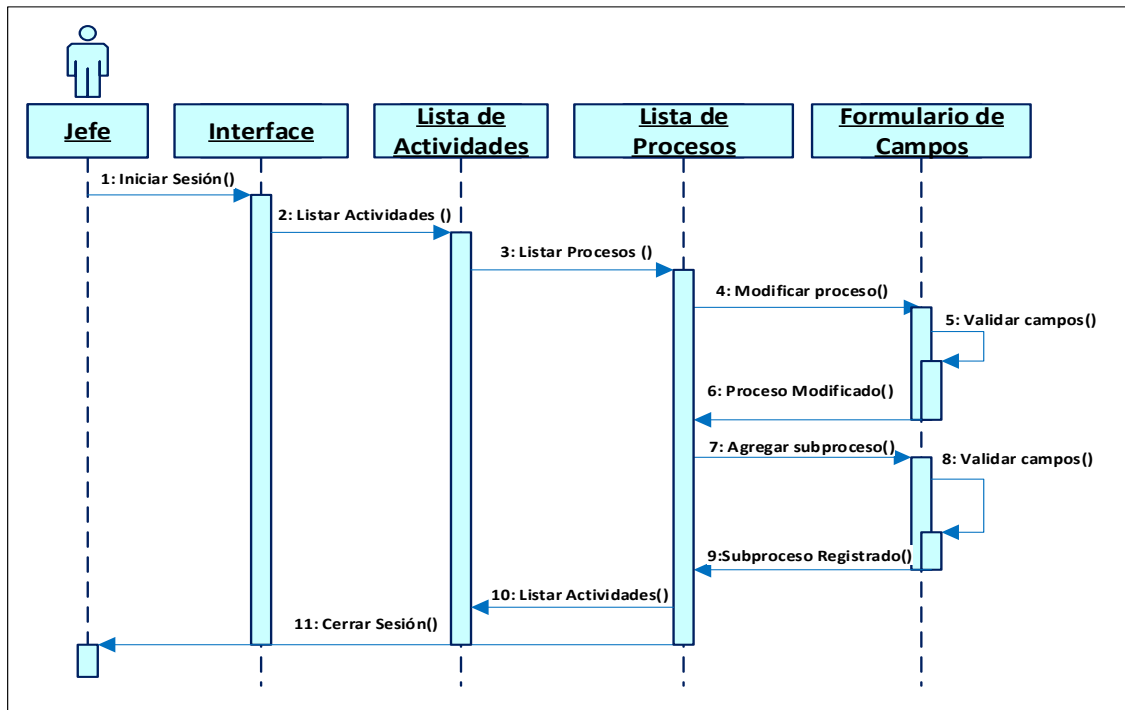 Jefe
Interface
Lista de
Actividades
Lista de
Procesos
Formulario de
Campos
1: Iniciar Sesión()
2: Listar Actividades ()
3: Listar Procesos ()
4: Modificar proceso()
5: Validar campos()
6: Proceso Modificado()
7: Agregar subproceso()
8: Validar campos()
9:Subproceso Registrado()
10: Listar Actividades()
11: Cerrar Sesión()